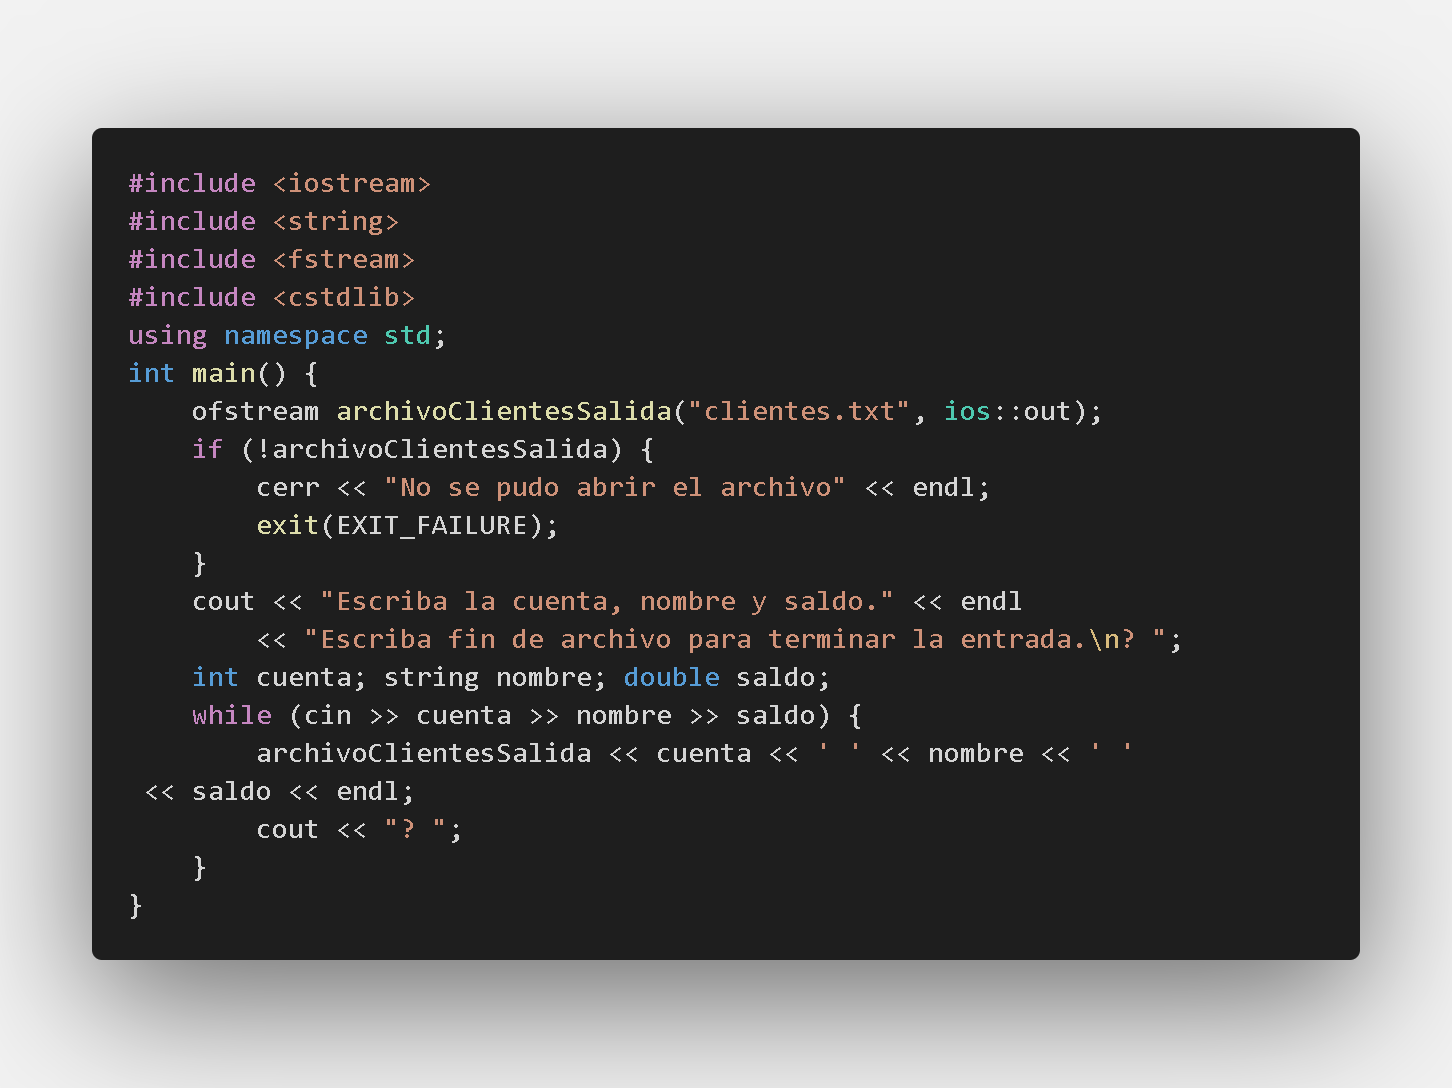 #include <iostream>
#include <string>
#include <fstream>
#include <cstdlib>
using namespace std;
int main() {
    ofstream archivoClientesSalida("clientes.txt", ios::out);
    if (!archivoClientesSalida) {
        cerr << "No se pudo abrir el archivo" << endl;
        exit(EXIT_FAILURE);
    }
    cout << "Escriba la cuenta, nombre y saldo." << endl
        << "Escriba fin de archivo para terminar la entrada.\n? ";
    int cuenta; string nombre; double saldo;
    while (cin >> cuenta >> nombre >> saldo) {
        archivoClientesSalida << cuenta << ' ' << nombre << ' '
 << saldo << endl;
        cout << "? ";
    }
}